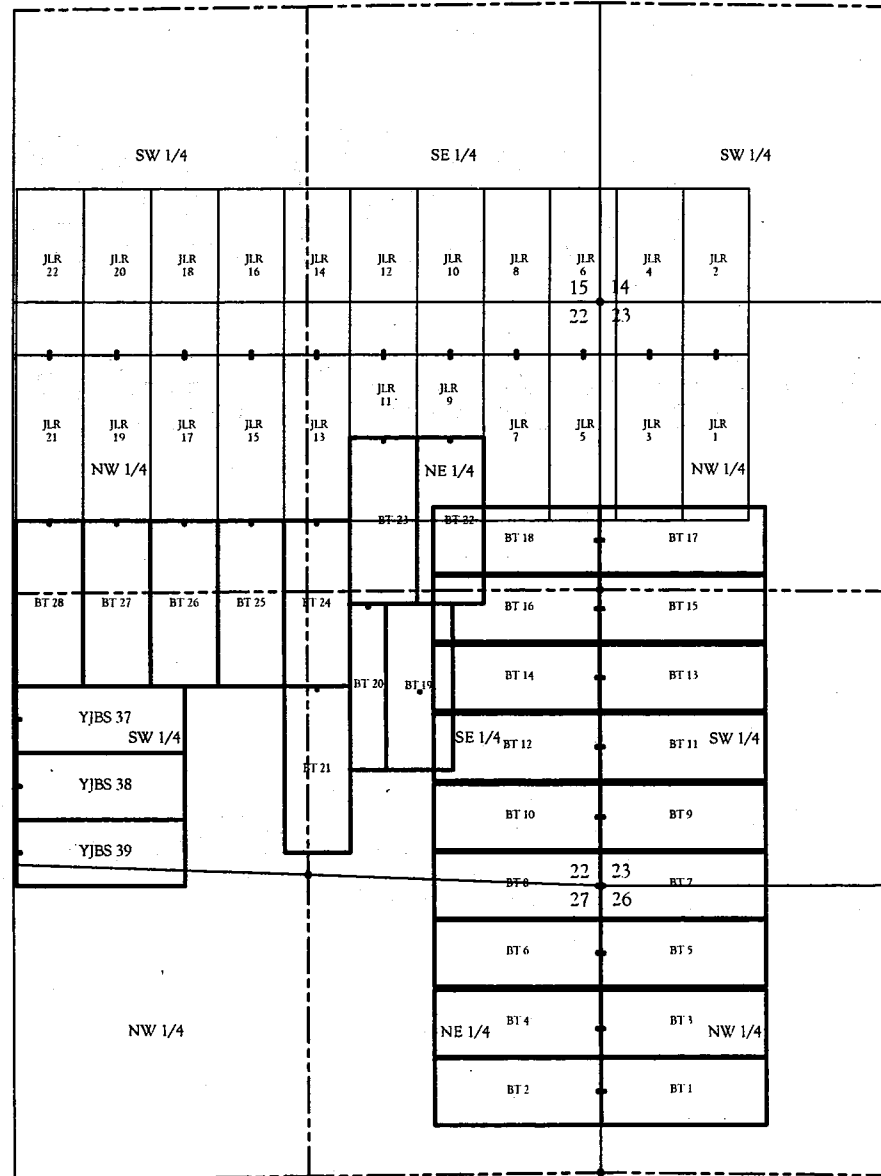 SW 1/4 SE 1/4 SW 1/4
JLR 22
JLR 20
JLR 18
JLR 16
JLR 14
JLR 12
JLR 10
JLR 8
JLR 6
JLR 4
JLR 2
15 14
22 23
JLR 21
JLR 19
JLR 17
JLR 15
JLR 13
JLR 11
JLR 9
JLR 7
JLR 5
JLR 3
JLR 1
NW 1/4 NE 1/4 NW 1/4
BT 23 BT 22
BT 18 BT 17
BT 28 BT 27 BT 26 BT 25 BT 24 BT 16 BT 15
BT 20 BT 19 BT 14 BT 13
YJBS 37
SW 1/4 SE 1/4 BT 12 BT 11 SW 1/4
BT 21
YJBS 38
BT 10 BT 9
YJBS 39
22 23
BT 8 BT 7
27 26
BT 6 BT 5
NW 1/4 NE 1/4 BT 4 BT 3 NW 1/4
BT 2 BT 1